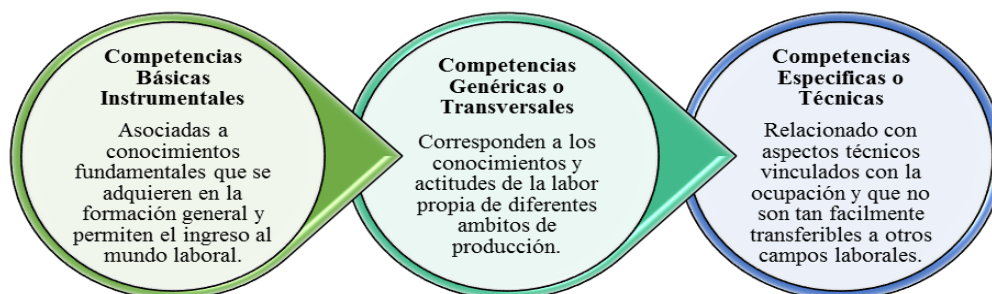 Competencias
Básicas
Instrumentales
Asociadas a
conocimientos
fundamentales que se
adquieren en la
formación general y
permiten el ingreso al
mundo laboral.
Competencias
Genéricas o
Transversales
Corresponden a los
conocimientos y
actitudes de la labor
propia de diferentes
ambitos de
producción.
Competencias
Especificas o
Técnicas
Relacionado con
aspectos técnicos
vinculados con la
ocupación y que no
son tan facilmente
transferibles a otros
campos laborales.